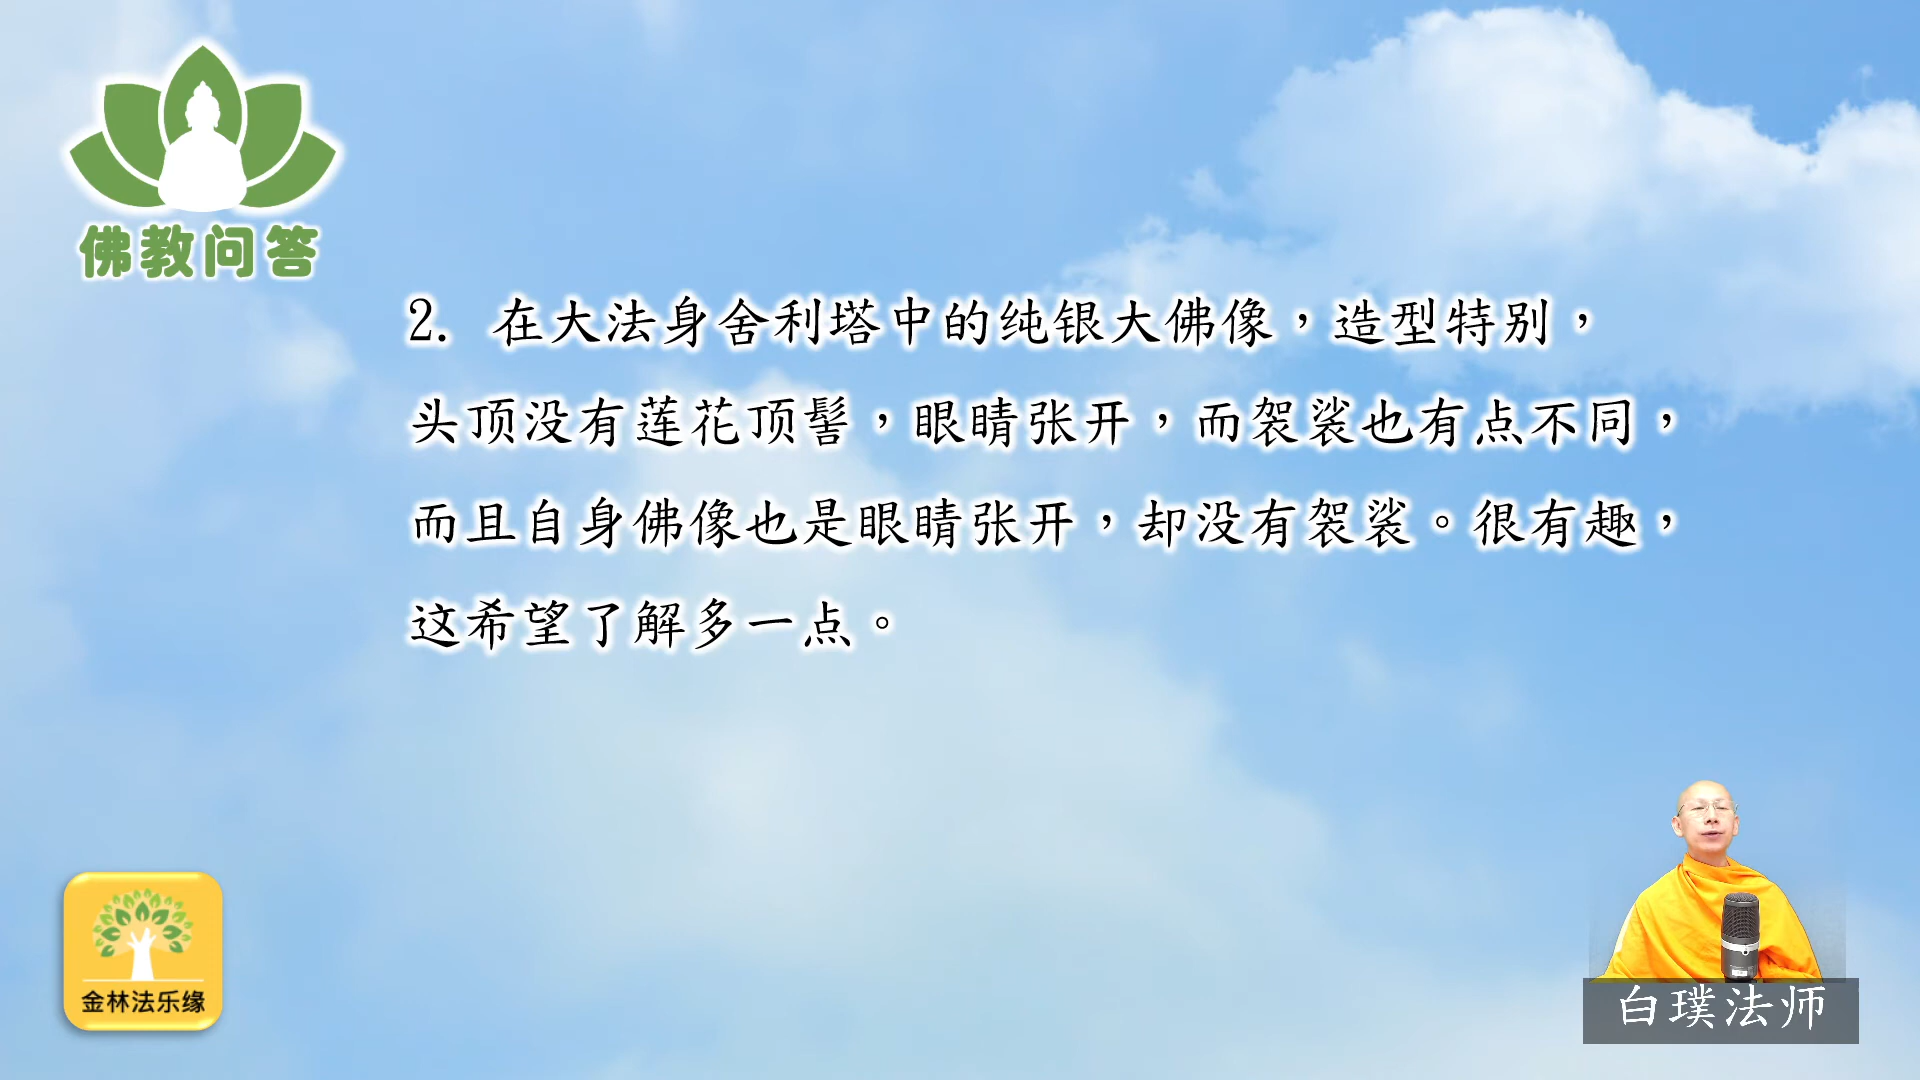 佛教问答
2. 在大法身舍利塔中的纯银大佛像，造型特别，
头顶没有莲花顶髻，眼睛张开，而袈裟也有点不同，
而且自身佛像也是眼睛张开，却没有袈裟。很有趣，
这希望了解多一点。
金林法乐缘
白璞法师